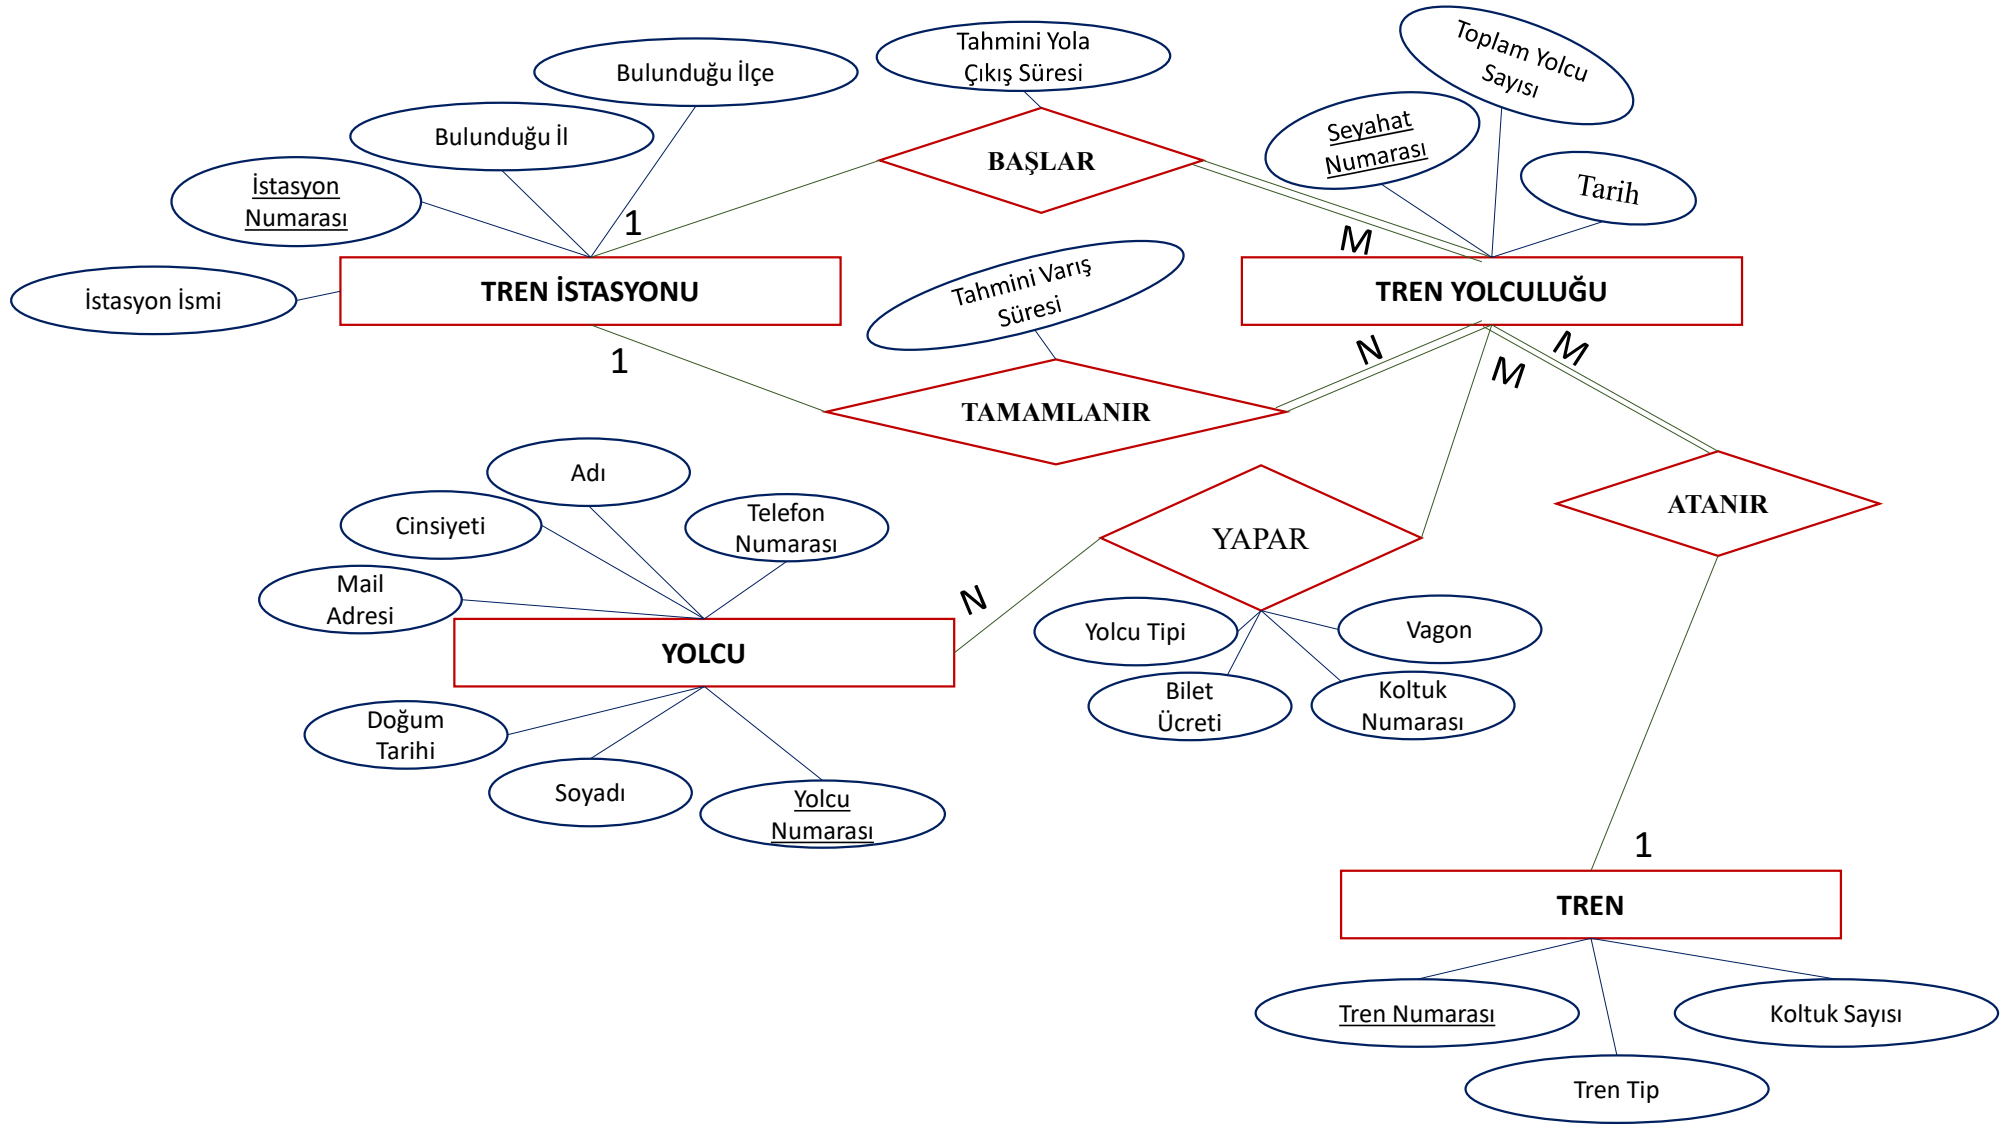 Tahmini Yola
Çıkış Süresi
Toplam Yolcu
Sayısı
Bulunduğu İlçe
Bulunduğu İl
Seyahat
Numarası
BAŞLAR
İstasyon
Numarası
Tarih
1
M
İstasyon İsmi
TREN İSTASYONU
Tahmini Varış
Süresi
TREN YOLCULUĞU
1
N
M
M
TAMAMLANIR
Adı
Cinsiyeti
Telefon
Numarası
ATANIR
YAPAR
Mail
Adresi
N
YOLCU
Yolcu Tipi
Vagon
Bilet
Ücreti
Koltuk
Numarası
Doğum
Tarihi
Soyadı
Yolcu
Numarası
1
TREN
Tren Numarası
Koltuk Sayısı
Tren Tip